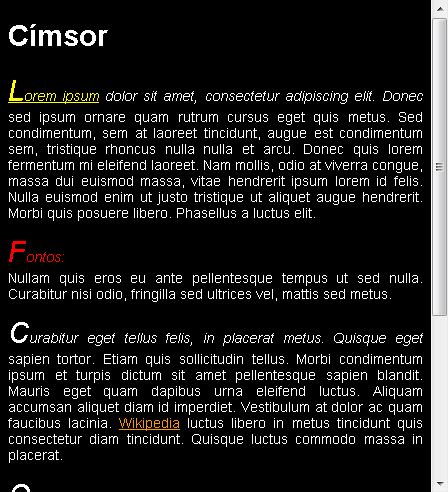 Címsor
Lorem ipsum dolor sit amet, consectetur adipiscing elit. Donec
sed ipsum ornare quam rutrum cursus eget quis metus. Sed
condimentum, sem at laoreet tincidunt, augue est condimentum
sem, tristique rhoncus nulla nulla et arcu. Donec quis lorem
fermentum mi eleifend laoreet. Nam mollis, odio at viverra congue,
massa dui euismod massa, vitae hendrerit ipsum lorem id felis.
Nulla euismod enim ut justo tristique ut aliquet augue hendrerit.
Morbi quis posuere libero. Phasellus a luctus elit.
Fontos:
Nullam quis eros eu ante pellentesque tempus ut sed nulla.
Curabitur nisi odio, fringilla sed ultrices vel, mattis sed metus.
Curabitur eget tellus felis, in placerat metus. Quisque eget
sapien tortor. Etiam quis sollicitudin tellus. Morbi condimentum
ipsum et turpis dictum sit amet pellentesque sapien blandit.
Mauris eget quam dapibus urna eleifend luctus. Aliquam
accumsan aliquet diam id imperdiet. Vestibulum at dolor ac quam
faucibus lacinia. Wikipedia luctus libero in metus tincidunt quis
consectetur diam tincidunt. Quisque luctus commodo massa in
placerat.